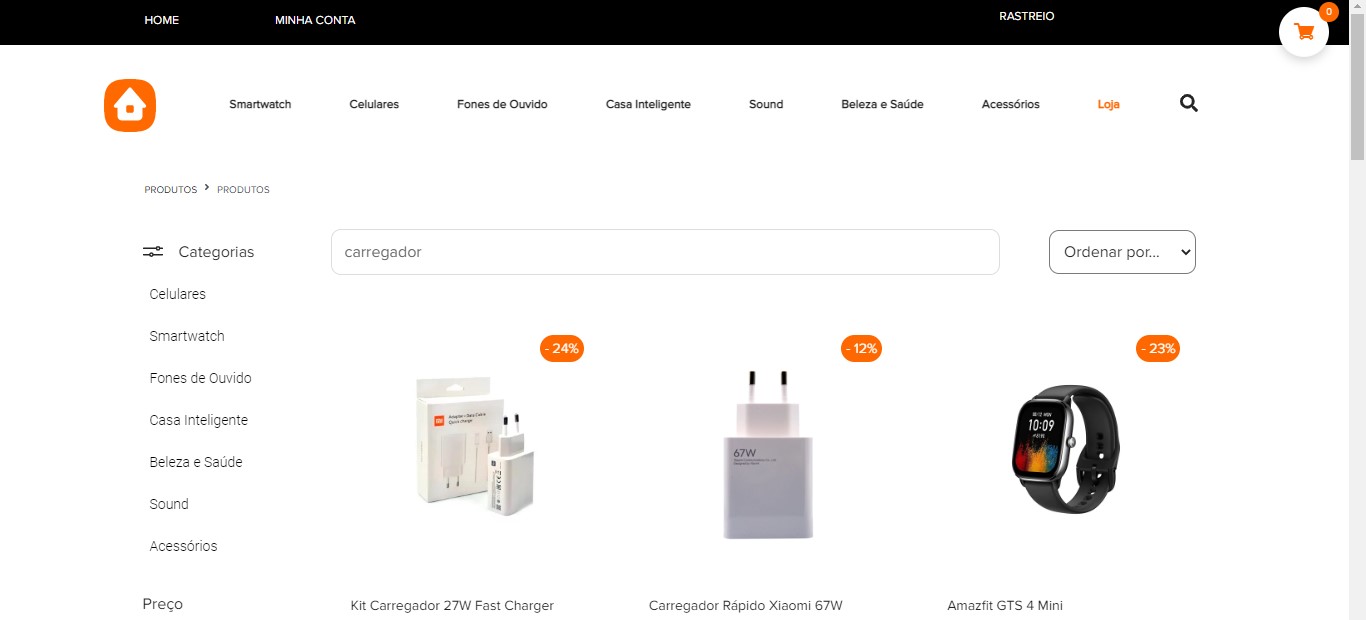 HOME MINHA CONTA RASTREIO 0
Smartwatch Celulares Fones de Ouvido Casa Inteligente Sound Beleza e Saúde Acessórios Loja
PRODUTOS PRODUTOS
Categorias
carregador
Ordenar por...
Celulares
Smartwatch
Fones de Ouvido
Casa Inteligente
Beleza e Saúde
Sound
Acessórios
Preço
- 24%
Quick charge
Kit Carregador 27W Fast Charger
- 12%
67W
Carregador Rápido Xiaomi 67W
- 23%
10:09
Amazfit GTS 4 Mini